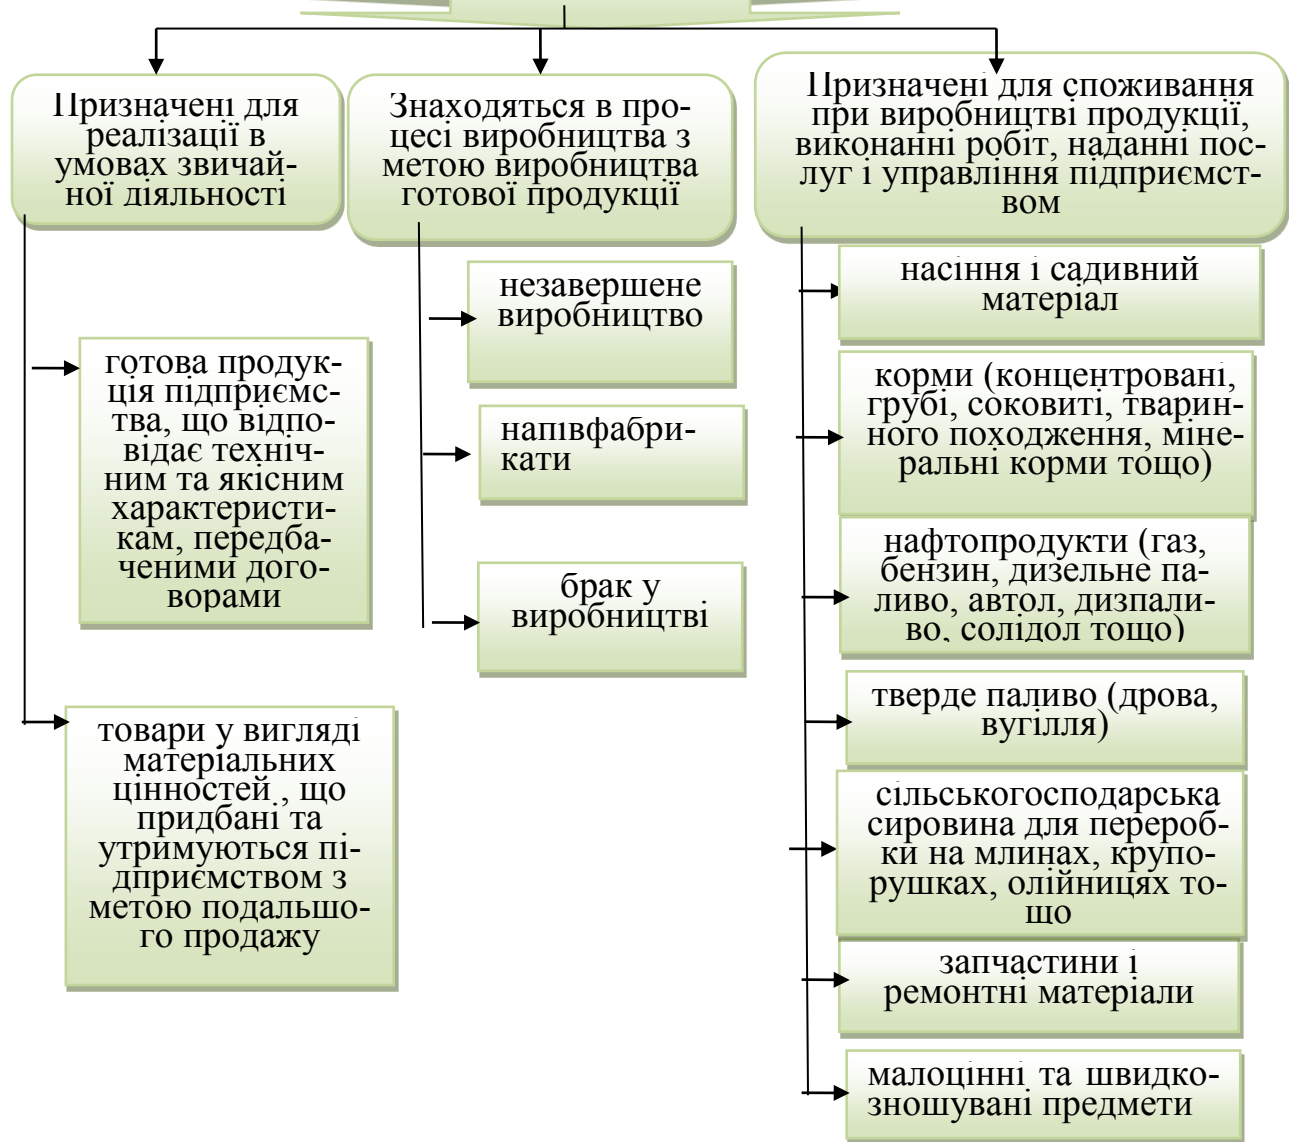 Призначені для
реалізації в
умовах звичай-
ної діяльності
Знаходяться в про-
цесі виробництва з
метою виробництва
готової продукції
Призначені для споживання
при виробництві продукції,
виконанні робіт, наданні пос-
луг і управління підприємст-
вом
готова продук-
ція підприємс-
тва, що відпо-
відає техніч-
ним та якісним
характеристи-
кам, передба-
ченими дого-
ворами
товари у вигляді
матеріальних
цінностей , що
придбані та
утримуються пі-
дприємством з
метою подальшо-
го продажу
незавершене
виробництво
напівфабри-
кати
брак у
виробництві
насіння і садивний
матеріал
корми (концентровані,
грубі, соковиті, тварин-
ного походження, міне-
ральні корми тощо)
нафтопродукти (газ,
бензин, дизельне па-
ливо, автол, дизпали-
во, солідол тощо)
тверде паливо (дрова,
вугілля)
сільськогосподарська
сировина для перероб-
ки на млинах, крупо-
рушках, олійницях то-
що
запчастини і
ремонтні матеріали
малоцінні та швидко-
зношувані предмети